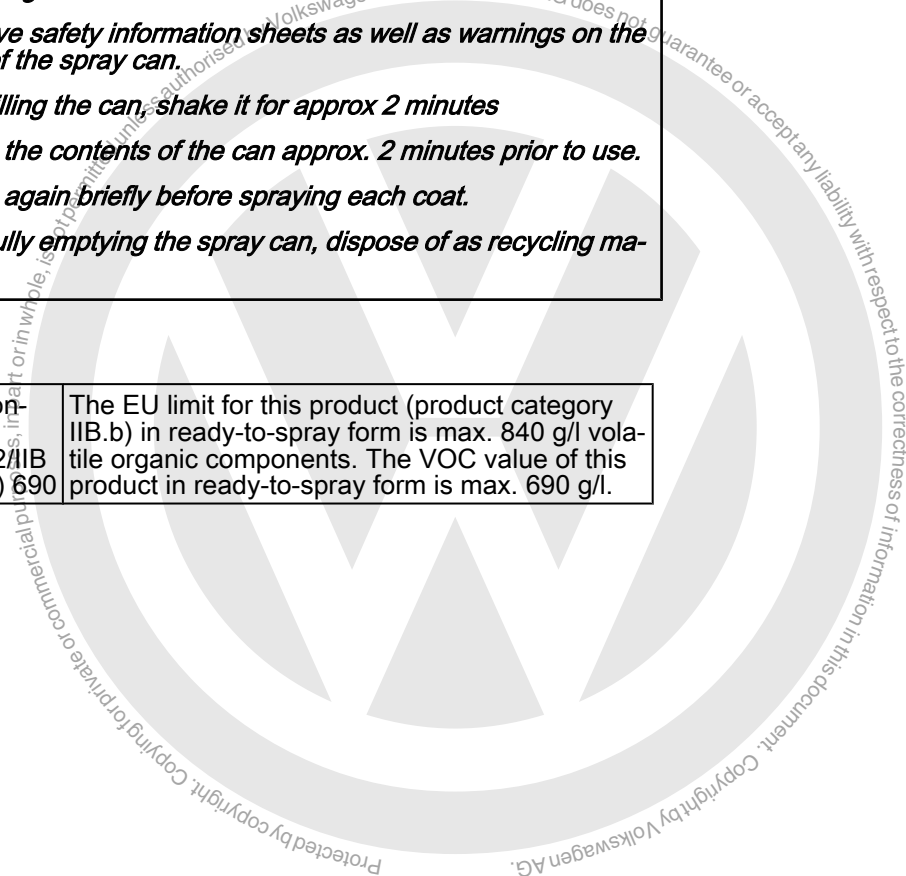 ve safety information sheets as well as warnings on the
f the spray can.
lling the can, shake it for approx 2 minutes
the contents of the can approx. 2 minutes prior to use.
again briefly before spraying each coat.
ully emptying the spray can, dispose of as recycling ma-
on-
2/IIB
) 690
The EU limit for this product (product category
IIB.b) in ready-to-spray form is max. 840 g/l vola-
tile organic components. The VOC value of this
product in ready-to-spray form is max. 690 g/l.
Protected by copyright. Copying for private or commercial purposes, in part or in whole, is not permitted unless authorised by Volkswag
does not guarantee or accept any liability with respect to the correctness of information in this document. Copyright by Volkswagen AG.